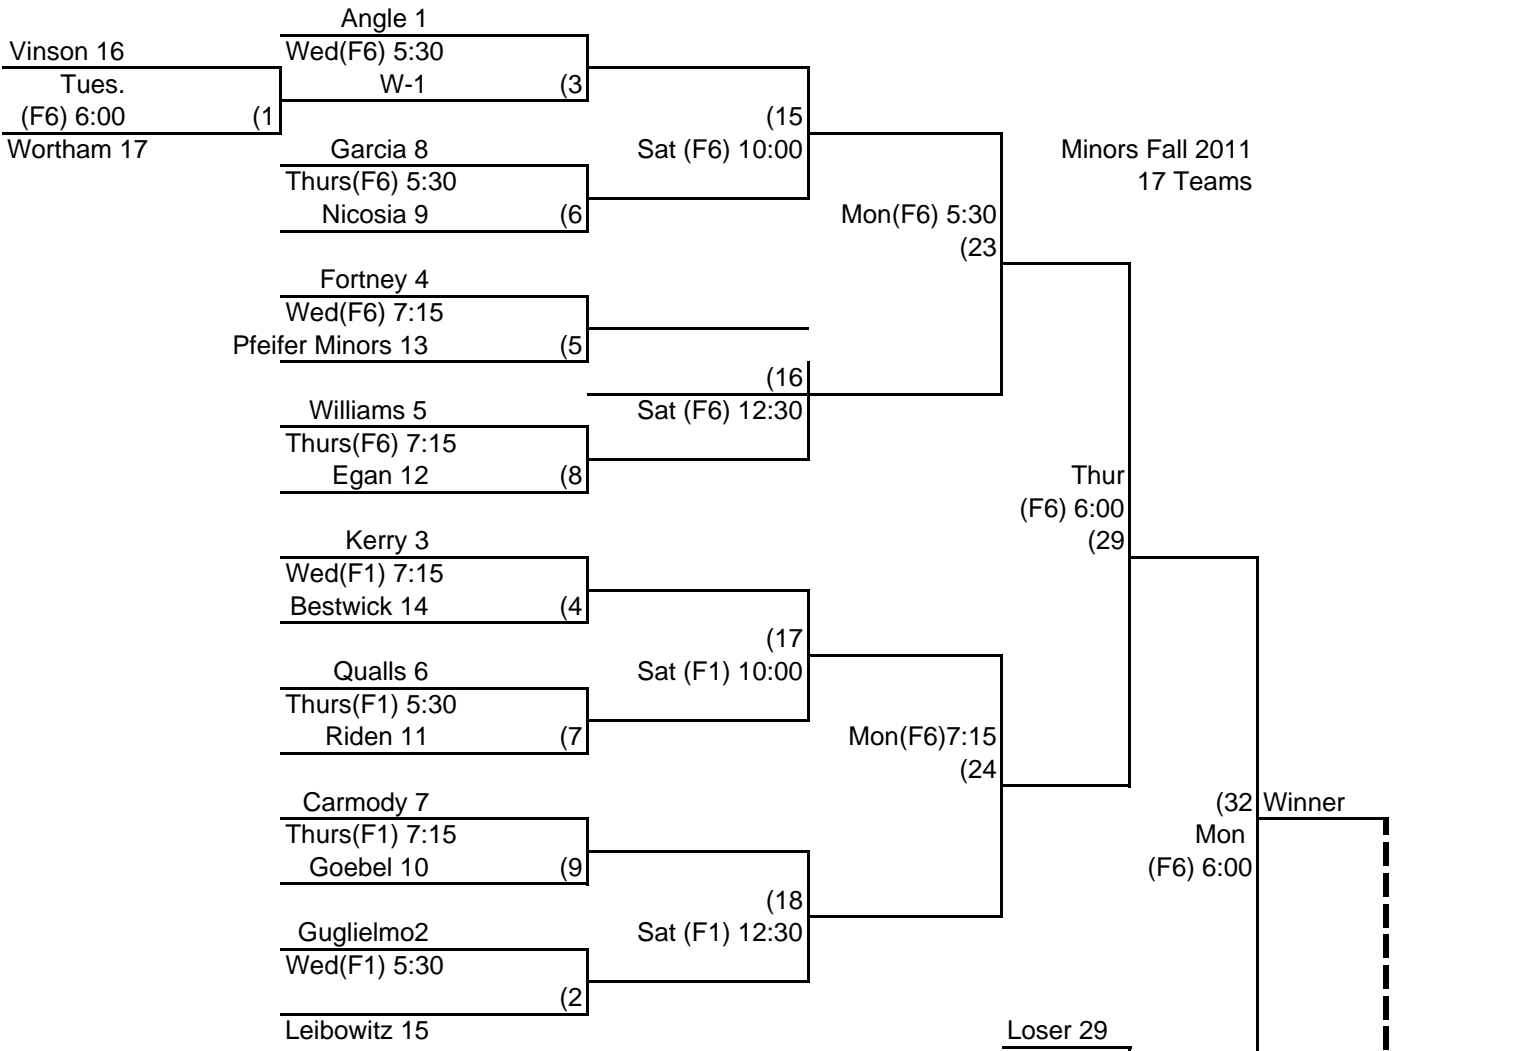 Angle 1
Vinson 16
Wed(F6) 5:30
Tues.
W-1
(3
(F6) 6:00
(1
(15
Wortham 17
Garcia 8
Sat (F6) 10:00
Minors Fall 2011
Thurs(F6) 5:30
17 Teams
Nicosia 9
(6
Mon(F6) 5:30
(23
Fortney 4
Wed(F6) 7:15
Pfeifer Minors 13
(5
(16
Williams 5
Sat (F6) 12:30
Thurs(F6) 7:15
Egan 12
(8
Thur
(F6) 6:00
Kerry 3
(29
Wed(F1) 7:15
Bestwick 14
(4
(17
Qualls 6
Sat (F1) 10:00
Thurs(F1) 5:30
Riden 11
(7
Mon(F6)7:15
(24
Carmody 7
(32
Winner
Thurs(F1) 7:15
Mon
Goebel 10
(9
(F6) 6:00
(18
Guglielmo2
Sat (F1) 12:30
Wed(F1) 5:30
(2
Leibowitz 15
Loser 29